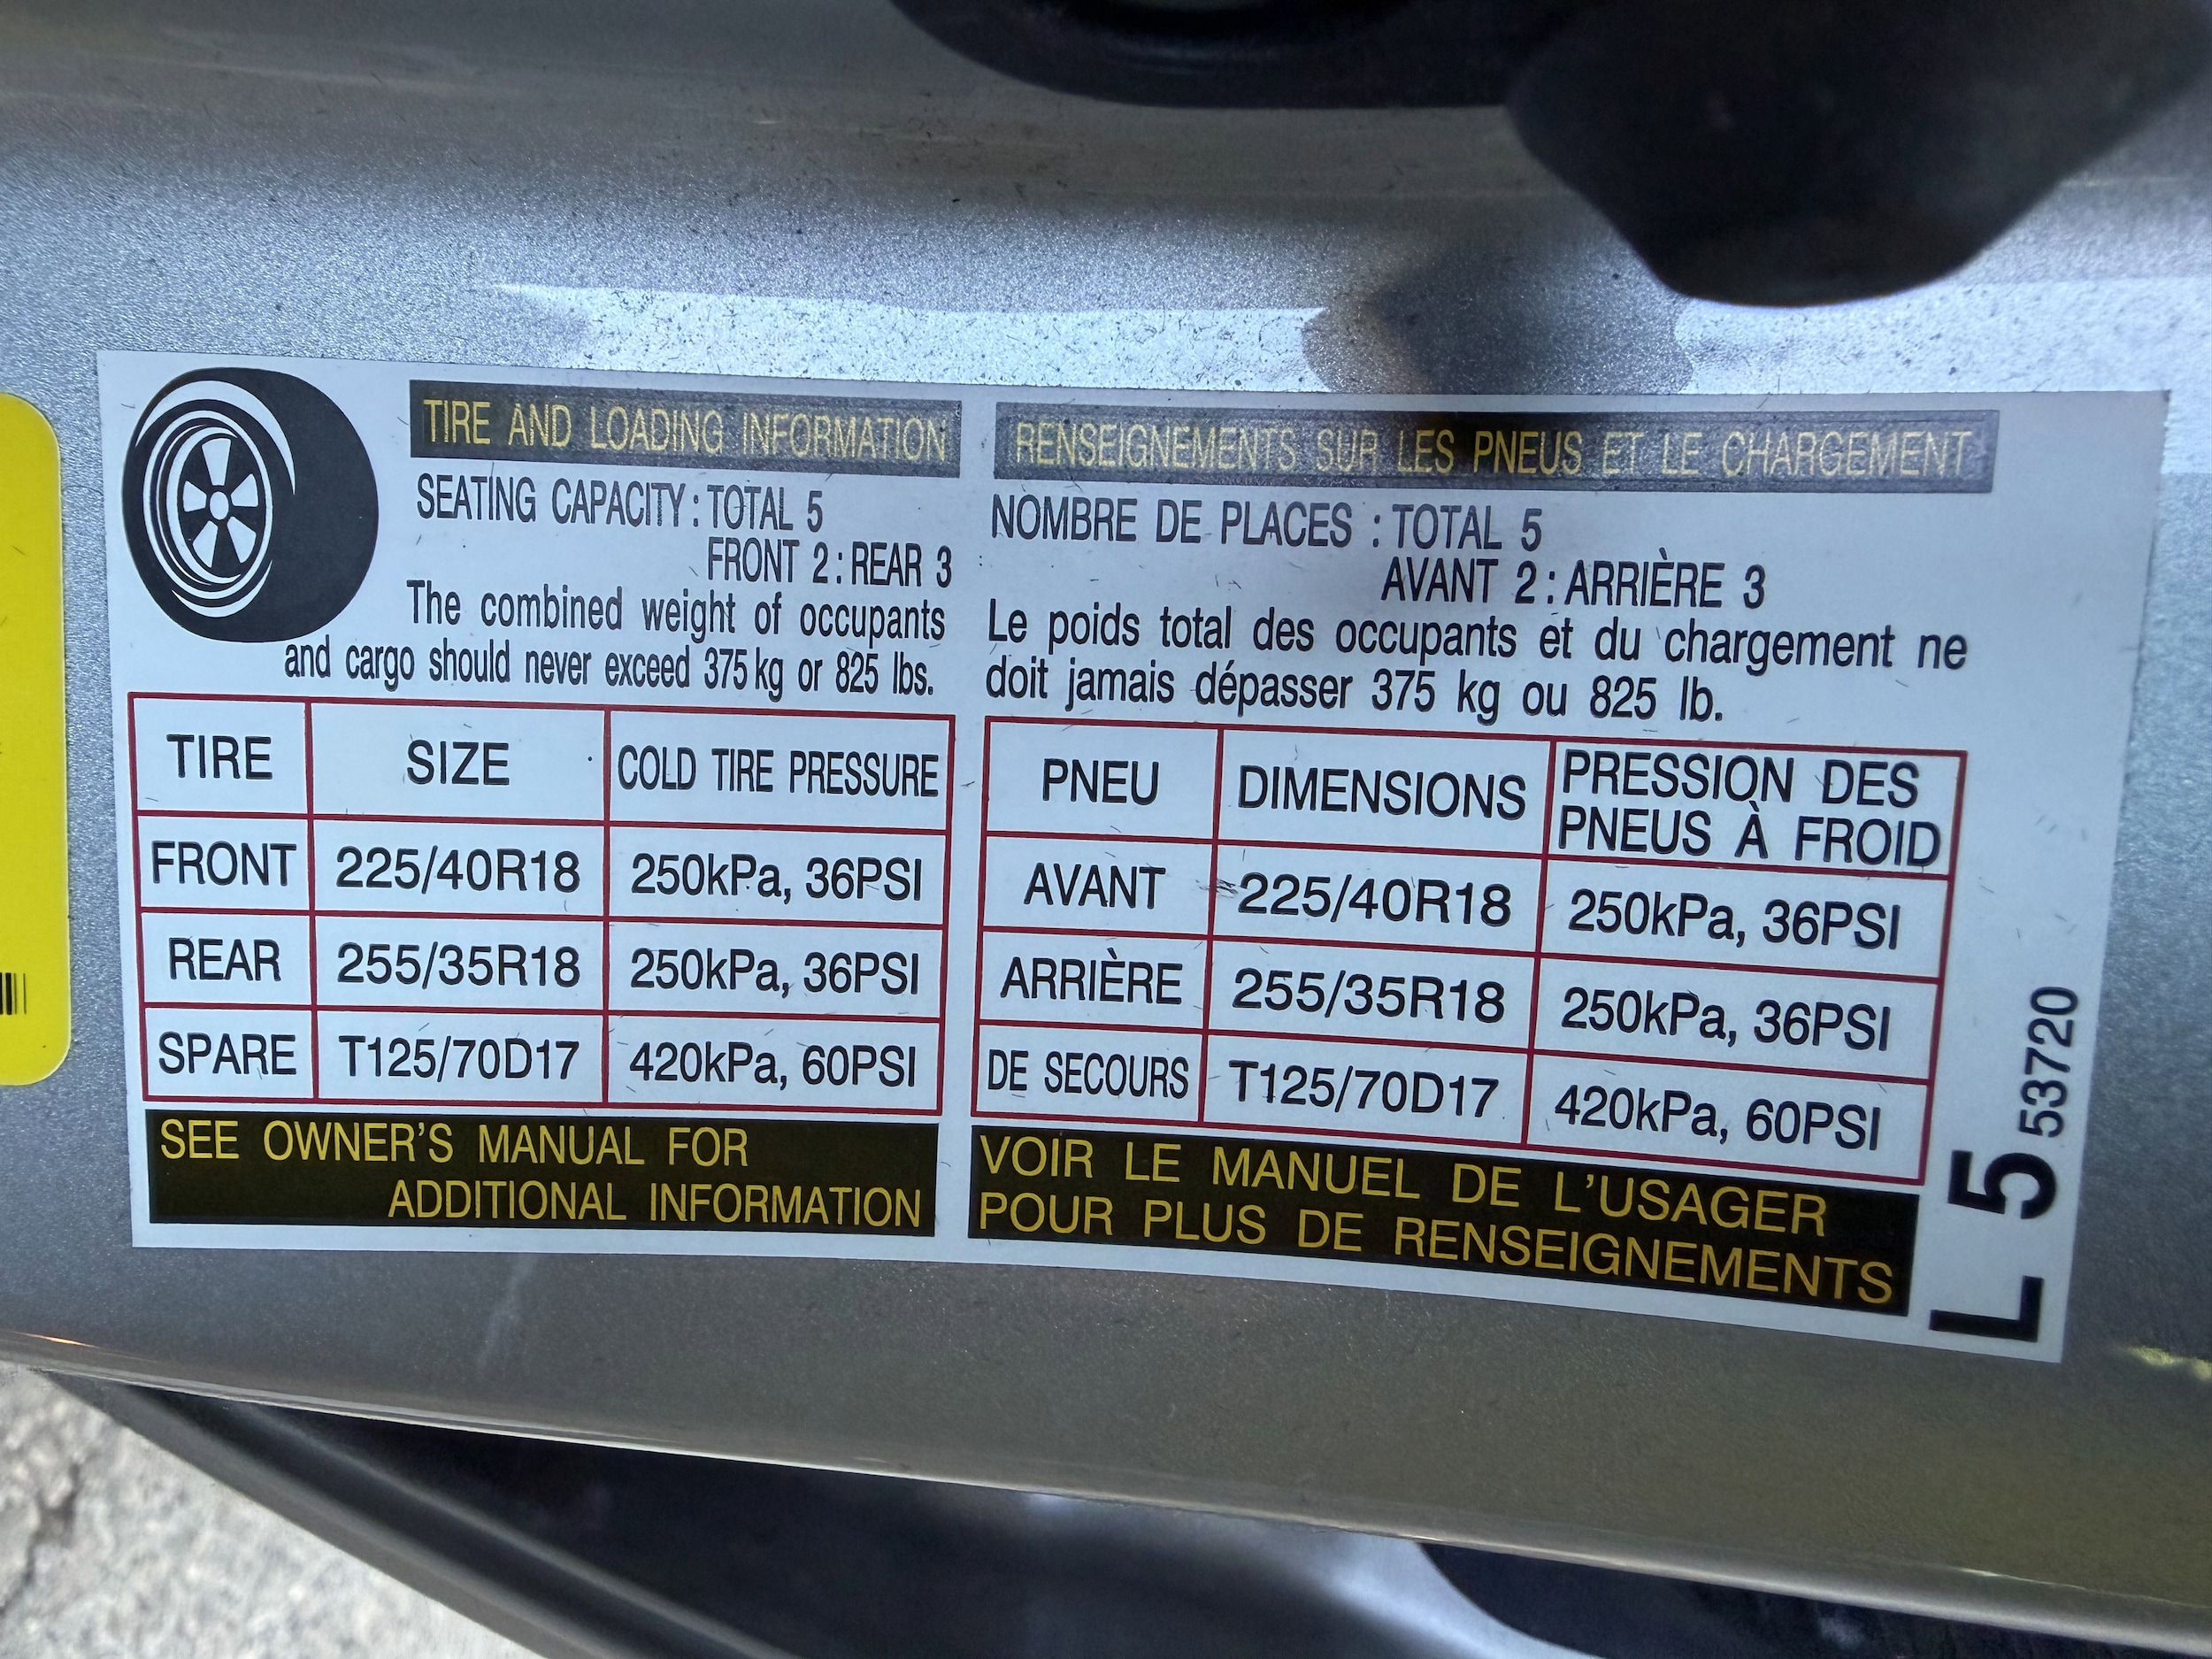 TIRE AND LOADING INFORMATION
SEATING CAPACITY : TOTAL 5
FRONT 2 : REAR 3
The combined weight of occupants
and cargo should never exceed 375 kg or 825 lbs.
TIRE SIZE COLD TIRE PRESSURE
FRONT 225/40R18 250kPa, 36PSI
REAR 255/35R18 250kPa, 36PSI
SPARE T125/70D17 420kPa, 60PSI
SEE OWNER'S MANUAL FOR
ADDITIONAL INFORMATION
RENSEIGNEMENTS SUR LES PNEUS ET LE CHARGEMENT
NOMBRE DE PLACES : TOTAL 5
AVANT 2 : ARRIÈRE 3
Le poids total des occupants et du chargement ne
doit jamais dépasser 375 kg ou 825 lb.
PNEU DIMENSIONS PRESSION DES
PNEUS À FROID
AVANT 225/40R18 250kPa, 36PSI
ARRIÈRE 255/35R18 250kPa, 36PSI
DE SECOURS T125/70D17 420kPa, 60PSI
VOIR LE MANUEL DE L'USAGER
POUR PLUS DE RENSEIGNEMENTS
L 5 53720